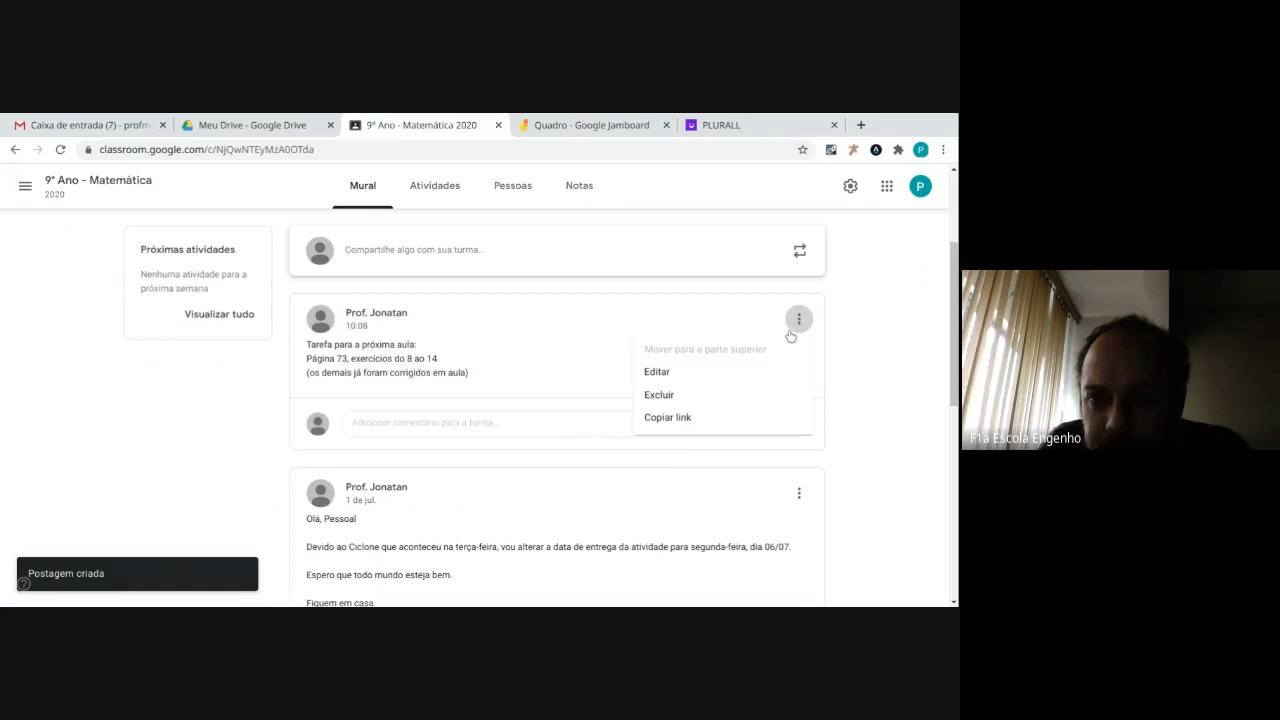 Caixa de entrada (7) - profm
Meu Drive - Google Drive
9º Ano - Matemática 2020
Quadro - Google Jamboard
PLURALL
classroom.google.com/c/NjQwNTEyMzA0OTda
P
9º Ano - Matemática
2020
Mural
Atividades
Pessoas
Notas
P
Próximas atividades
Nenhuma atividade para a
próxima semana
Visualizar tudo
Compartilhe algo com sua turma...
Prof. Jonatan
10:08
Tarefa para a próxima aula:
Página 73, exercícios do 8 ao 14.
(os demais já foram corrigidos em aula)
Mover para a parte superior
Editar
Excluir
Copiar link
Adicionar comentário para a turma...
Prof. Jonatan
1 de jul.
Olá, Pessoal
Devido ao Ciclone que aconteceu na terça-feira, vou alterar a data de entrega da atividade para segunda-feira, dia 06/07.
Espero que todo mundo esteja bem.
Fiquem em casa.
Postagem criada
F1a Escola Engenho